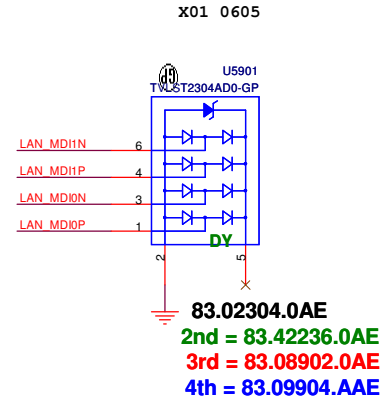 X01 0605
GP
U5901
TVLST2304AD0-GP
LAN_MDI1N
6
LAN_MDI1P
4
LAN_MDI0N
3
LAN_MDI0P
1
DY
2
5
83.02304.0AE
2nd = 83.42236.0AE
3rd = 83.08902.0AE
4th = 83.09904.AAE